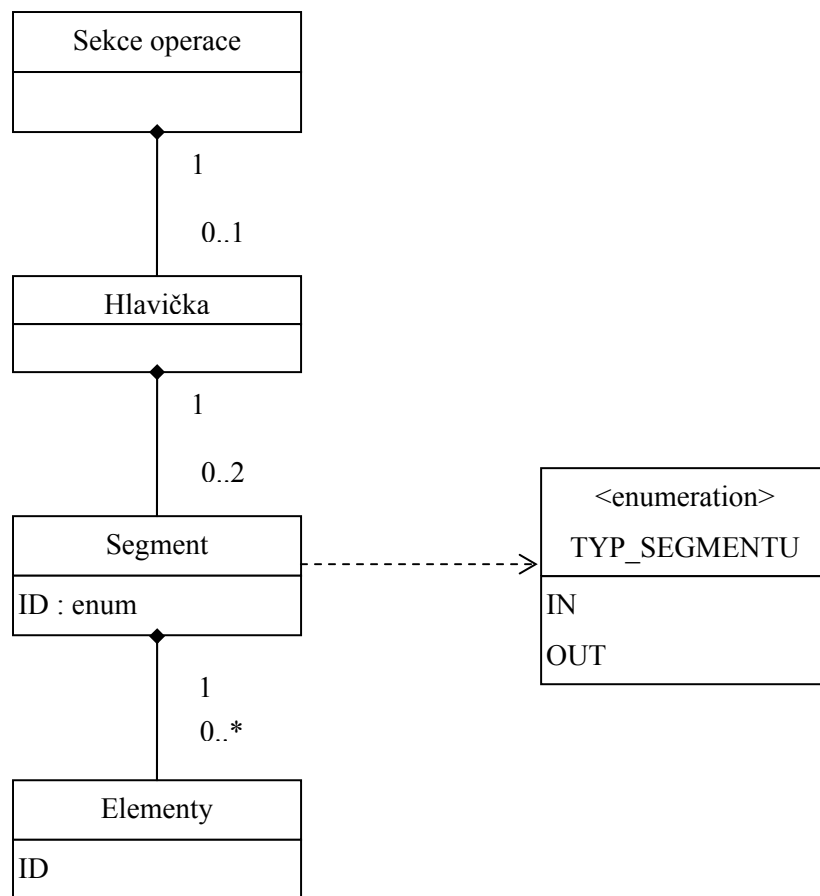 Sekce operace
1
0..1
Hlavička
1
0..2
Segment
ID : enum
<enumeration>
TYP_SEGMENTU
IN
OUT
1
0..*
Elementy
ID